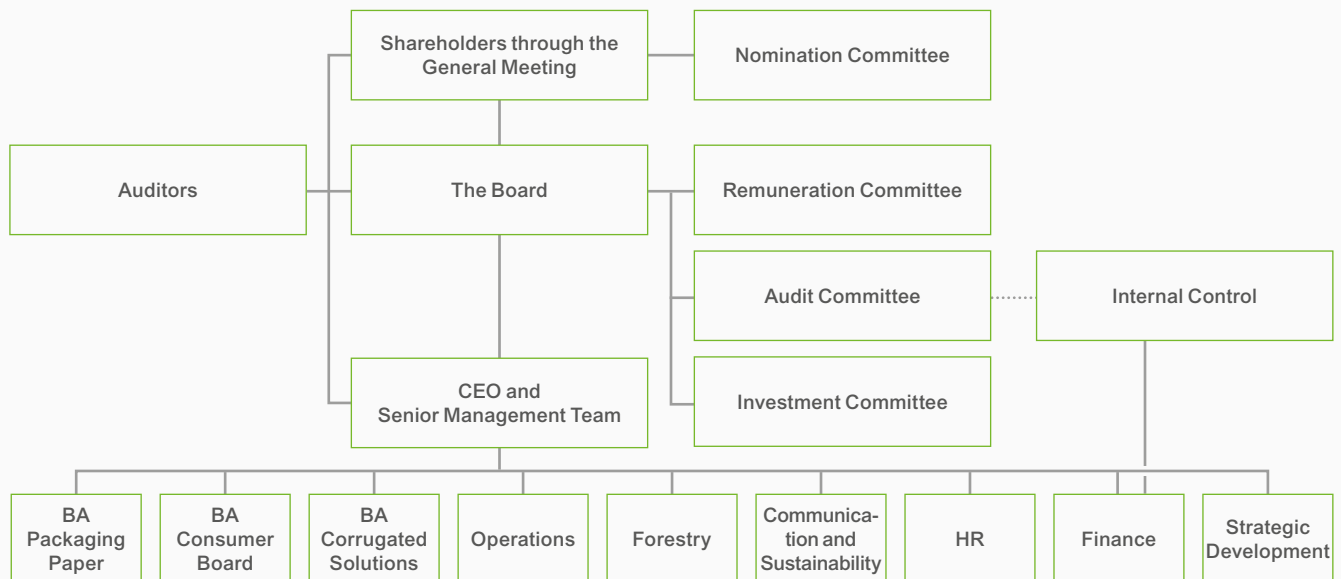 Shareholders through the
General Meeting
Nomination Committee
Auditors
The Board
Remuneration Committee
Audit Committee
Internal Control
CEO and
Senior Management Team
Investment Committee
BA
Packaging
Paper
BA
Consumer
Board
BA
Corrugated
Solutions
Operations
Forestry
Communica-
tion and
Sustainability
HR
Finance
Strategic
Development